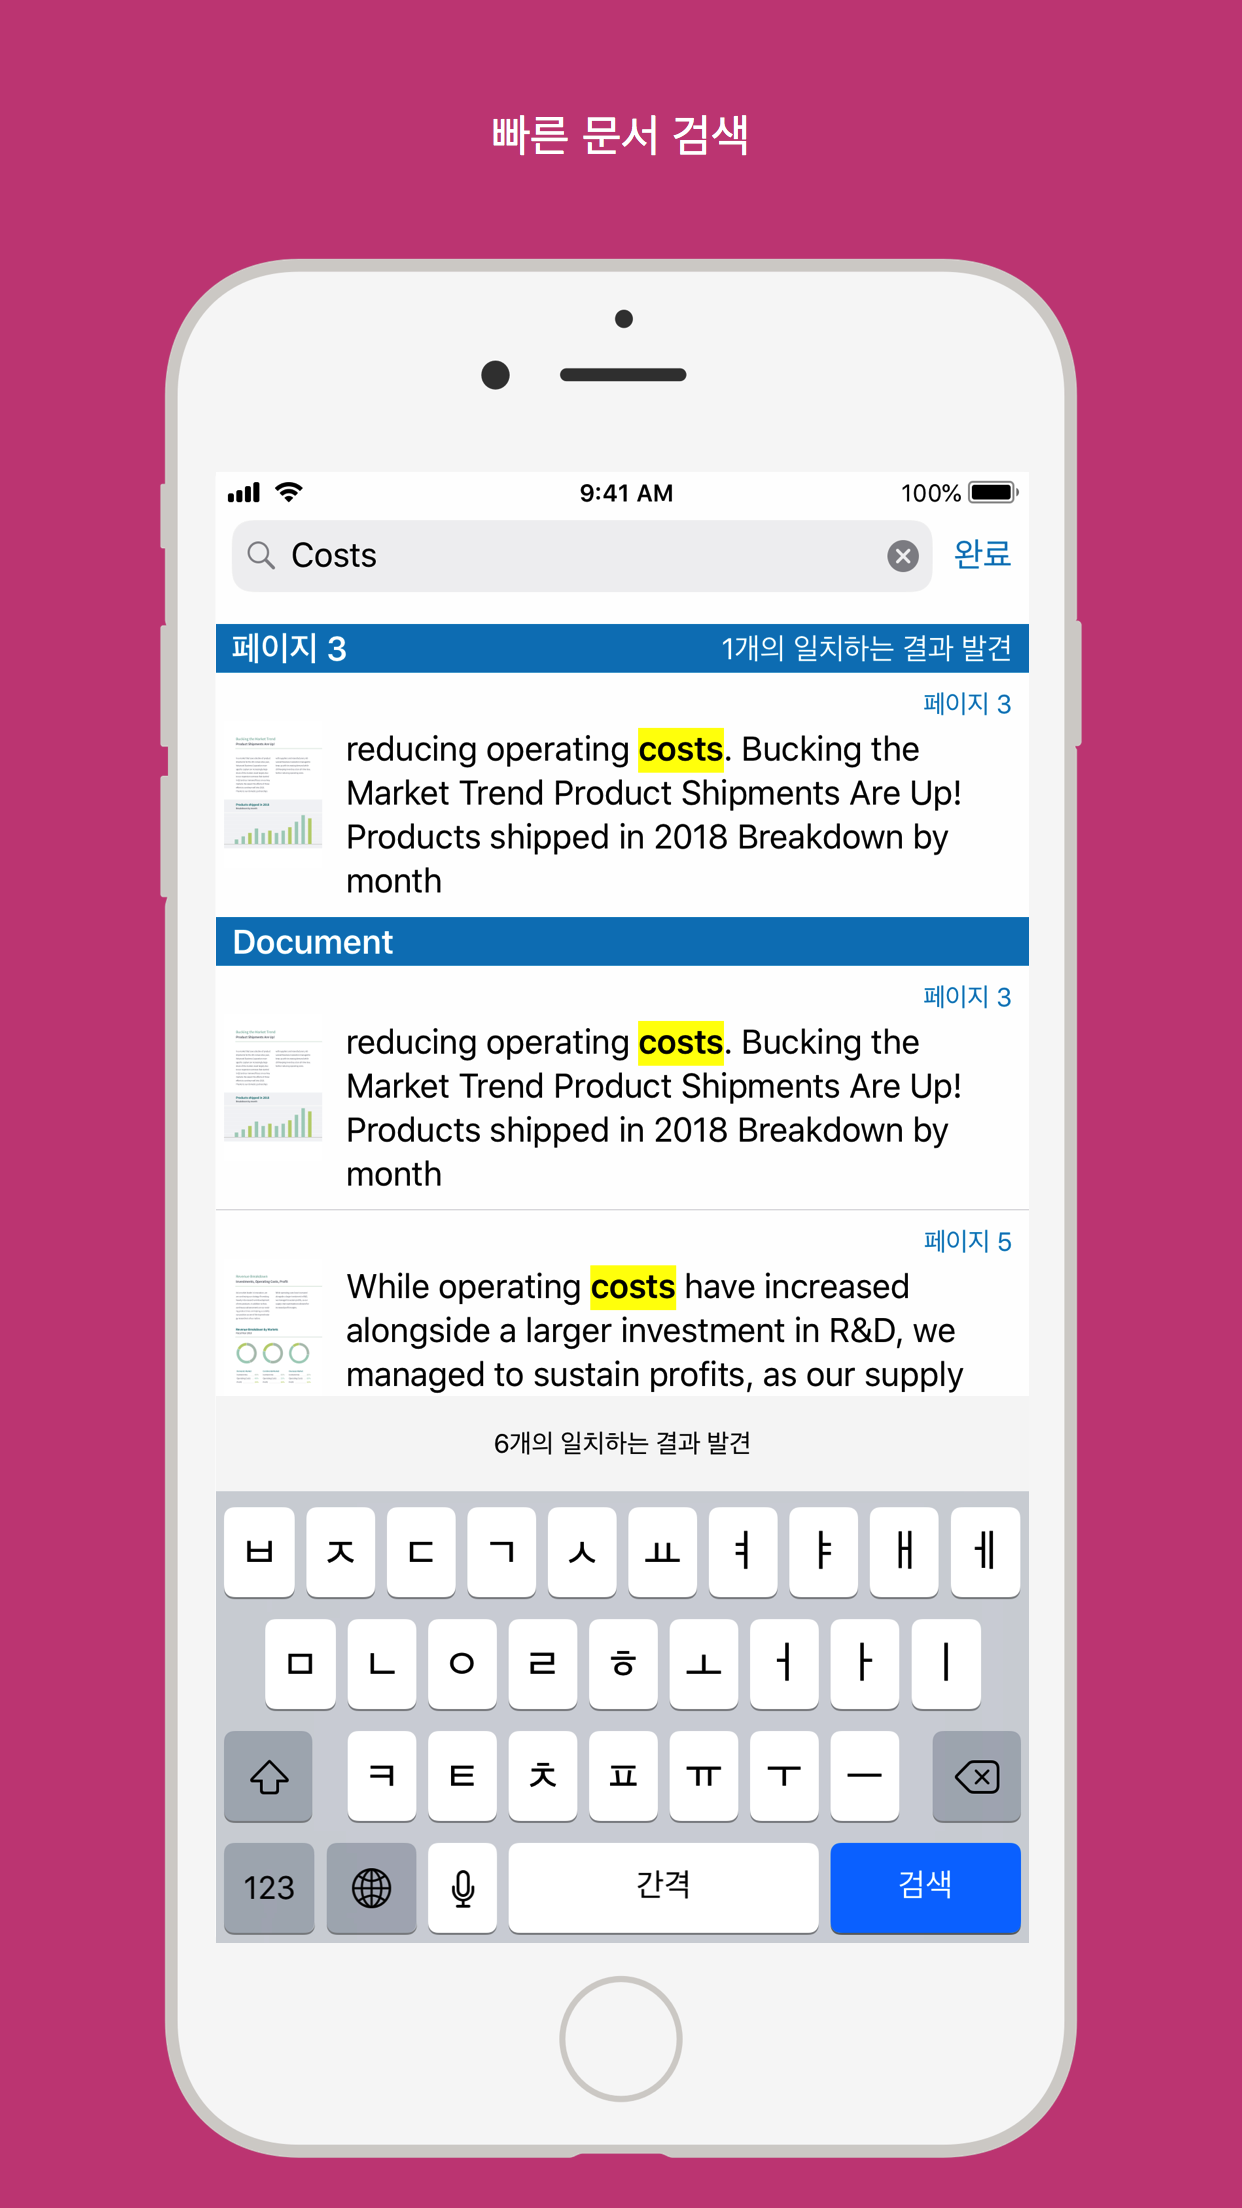 빠른 문서 검색
9:41 AM
100%
Costs
완료
페이지 3
1개의 일치하는 결과 발견
페이지 3
reducing operating costs. Bucking the
Market Trend Product Shipments Are Up!
Products shipped in 2018 Breakdown by
month
Document
페이지 3
reducing operating costs. Bucking the
Market Trend Product Shipments Are Up!
Products shipped in 2018 Breakdown by
month
페이지 5
While operating costs have increased
alongside a larger investment in R&D, we
managed to sustain profits, as our supply
6개의 일치하는 결과 발견
ㅂ ㅈ ㄷ ㄱ ㅅ ㅛ ㅕ ㅑ ㅐ ㅔ
ㅁ ㄴ ㅇ ㄹ ㅎ ㅗ ㅓ ㅏ ㅣ
ㅋ ㅌ ㅊ ㅍ ㅠ ㅜ ㅡ
123 간격 검색